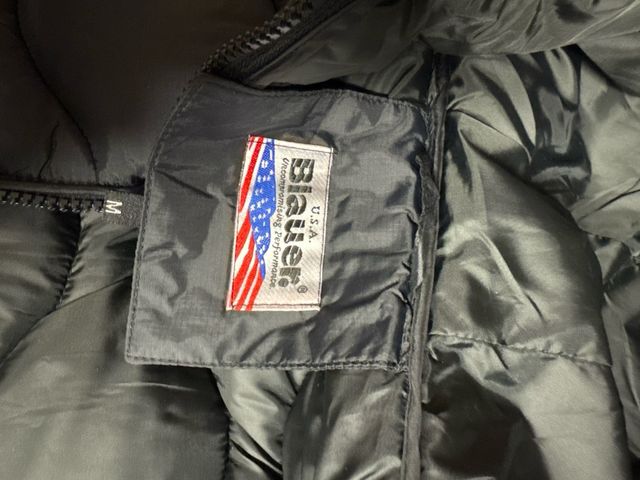 U.S.A.
Blauer®
Uncompromising Performance
M